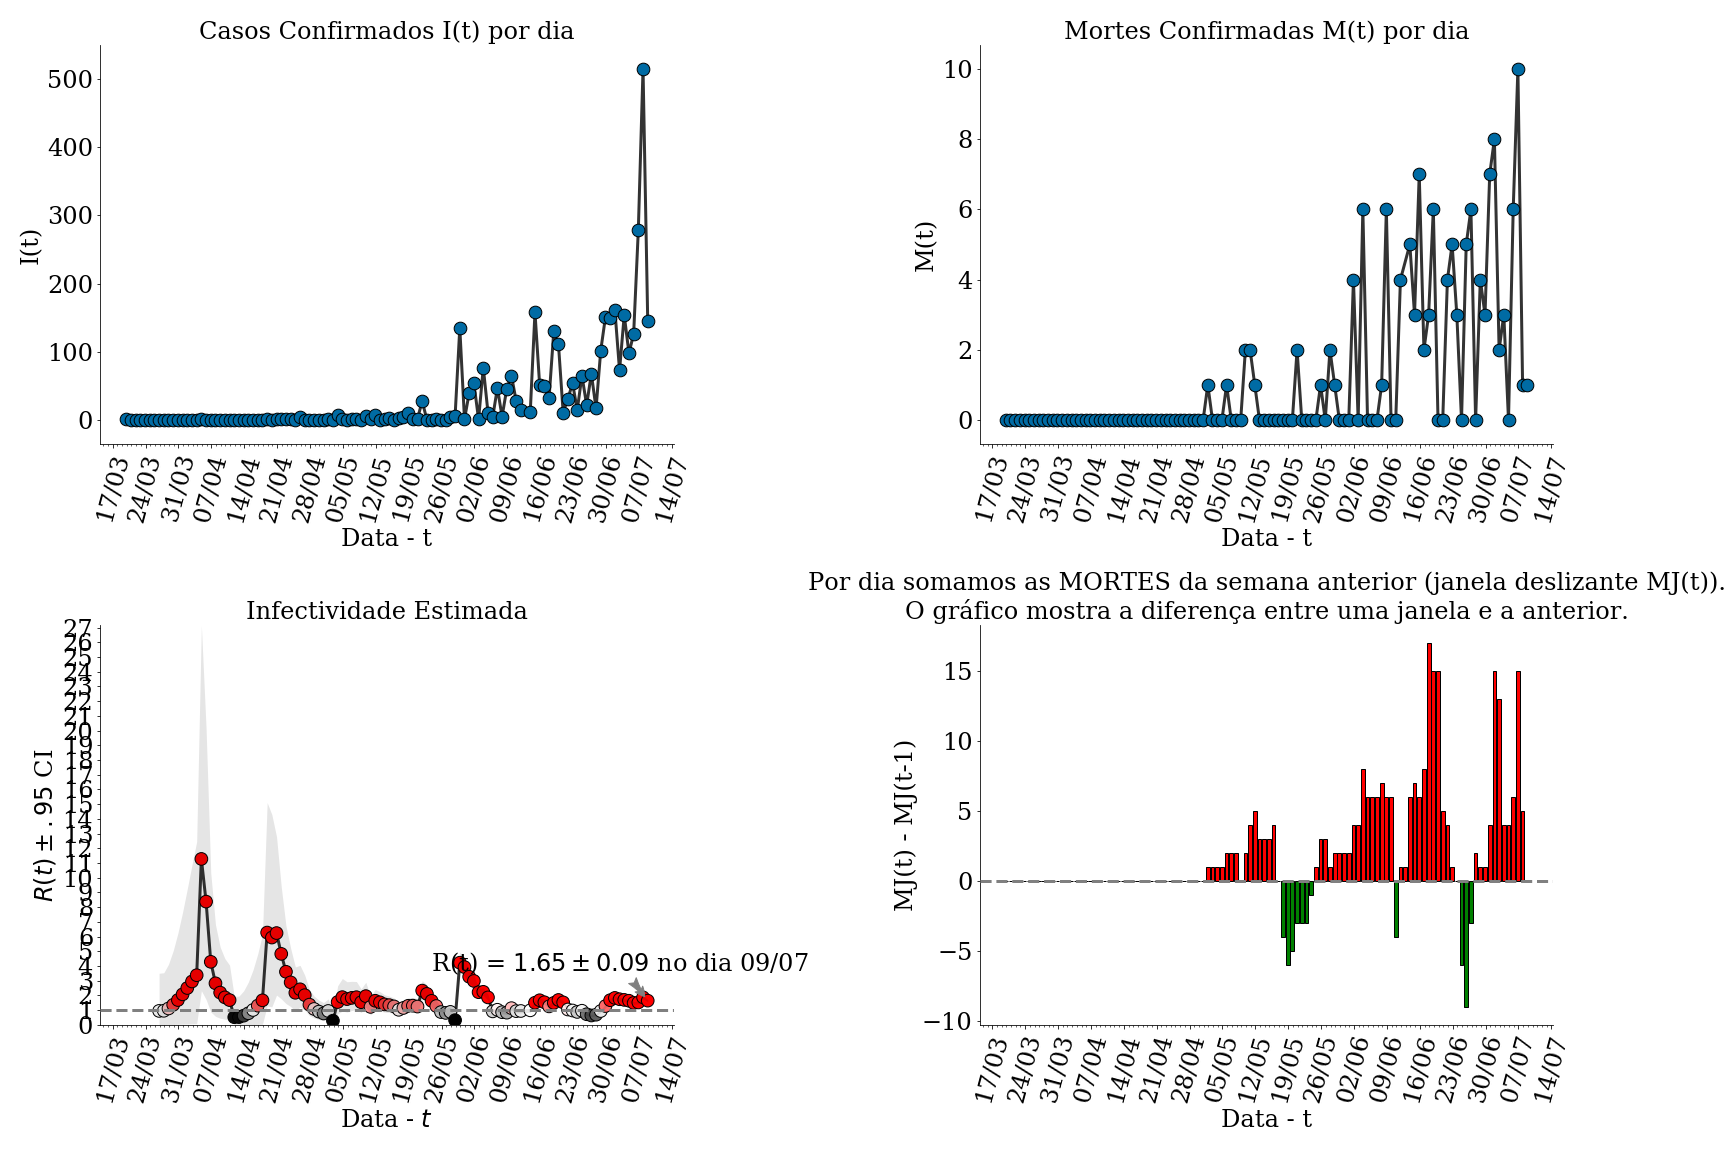 Casos Confirmados I(t) por dia
I(t)
500
400
300
200
100
0
17/03 24/03 31/03 07/04 14/04 21/04 28/04 05/05 12/05 19/05 26/05 02/06 09/06 16/06 23/06 30/06 07/07 14/07
Data - t
Mortes Confirmadas M(t) por dia
M(t)
10
8
6
4
2
0
17/03 24/03 31/03 07/04 14/04 21/04 28/04 05/05 12/05 19/05 26/05 02/06 09/06 16/06 23/06 30/06 07/07 14/07
Data - t
Infectividade Estimada
R(t) ± .95 CI
27
26
25
24
23
22
21
20
19
18
17
16
15
14
13
12
11
10
9
8
7
6
5
4
3
2
1
0
R(t) = 1.65 ± 0.09 no dia 09/07
17/03 24/03 31/03 07/04 14/04 21/04 28/04 05/05 12/05 19/05 26/05 02/06 09/06 16/06 23/06 30/06 07/07 14/07
Data - t
Por dia somamos as MORTES da semana anterior (janela deslizante MJ(t)).
O gráfico mostra a diferença entre uma janela e a anterior.
MJ(t) - MJ(t-1)
15
10
5
0
−5
−10
17/03 24/03 31/03 07/04 14/04 21/04 28/04 05/05 12/05 19/05 26/05 02/06 09/06 16/06 23/06 30/06 07/07 14/07
Data - t